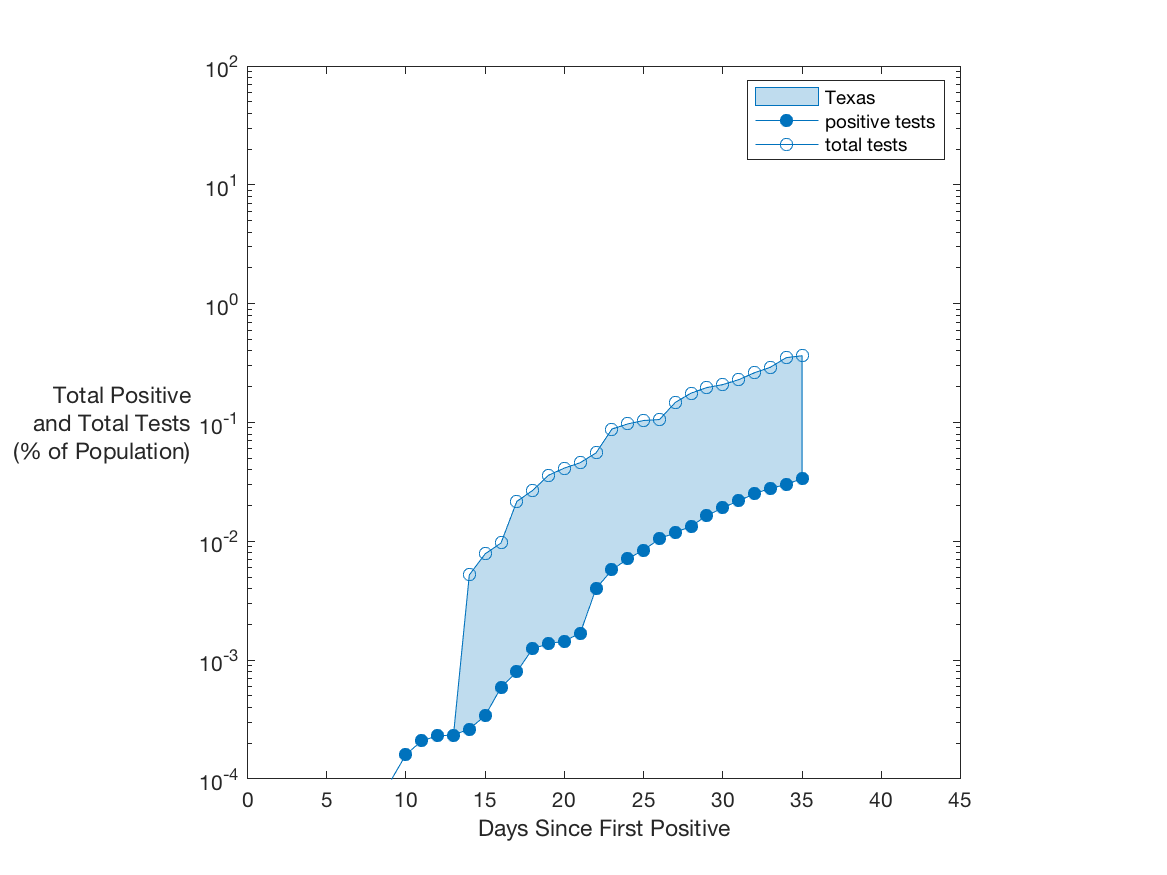 10^2
10^1
10^0
10^-1
10^-2
10^-3
10^-4
Total Positive
and Total Tests
(% of Population)
Texas
positive tests
total tests
0 5 10 15 20 25 30 35 40 45
Days Since First Positive